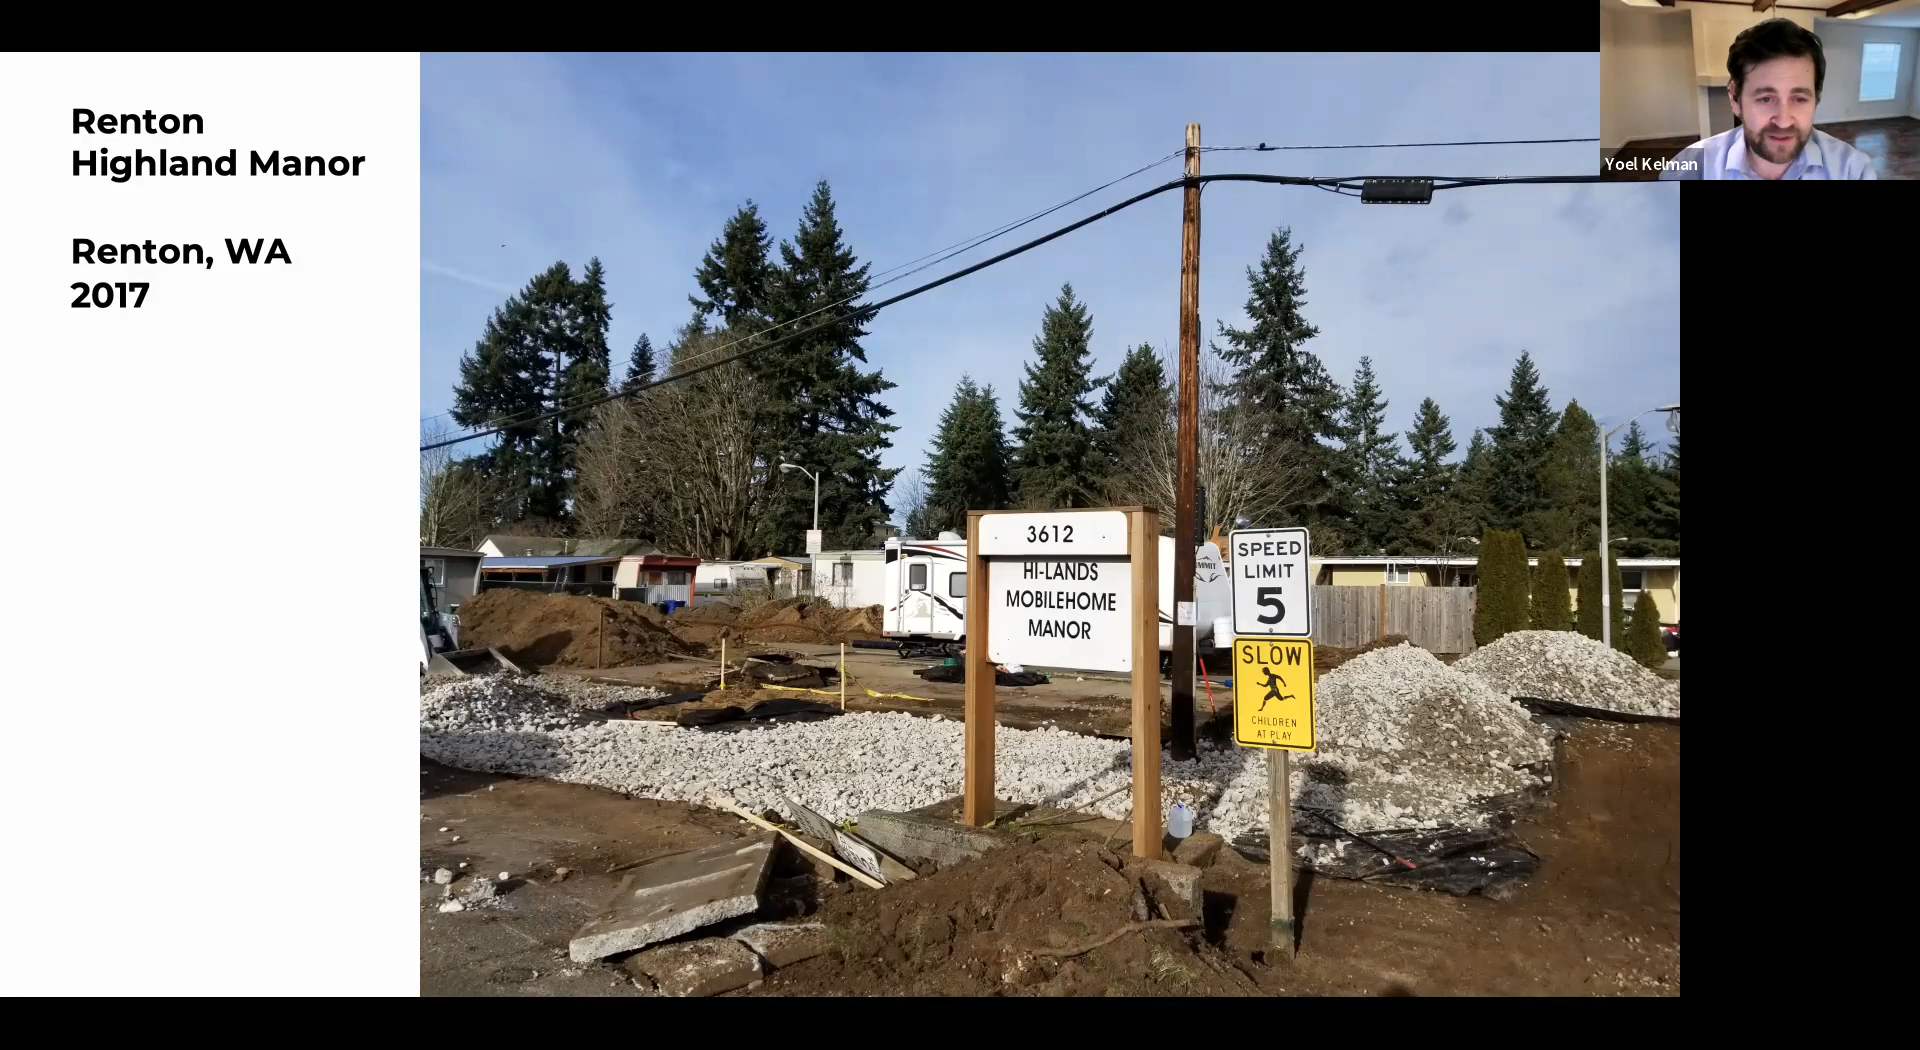 Renton
Highland Manor
Renton, WA
2017
Yoel Kelman
3612
HI-LANDS
MOBILEHOME
MANOR
SPEED
LIMIT
5
SLOW
CHILDREN
AT PLAY